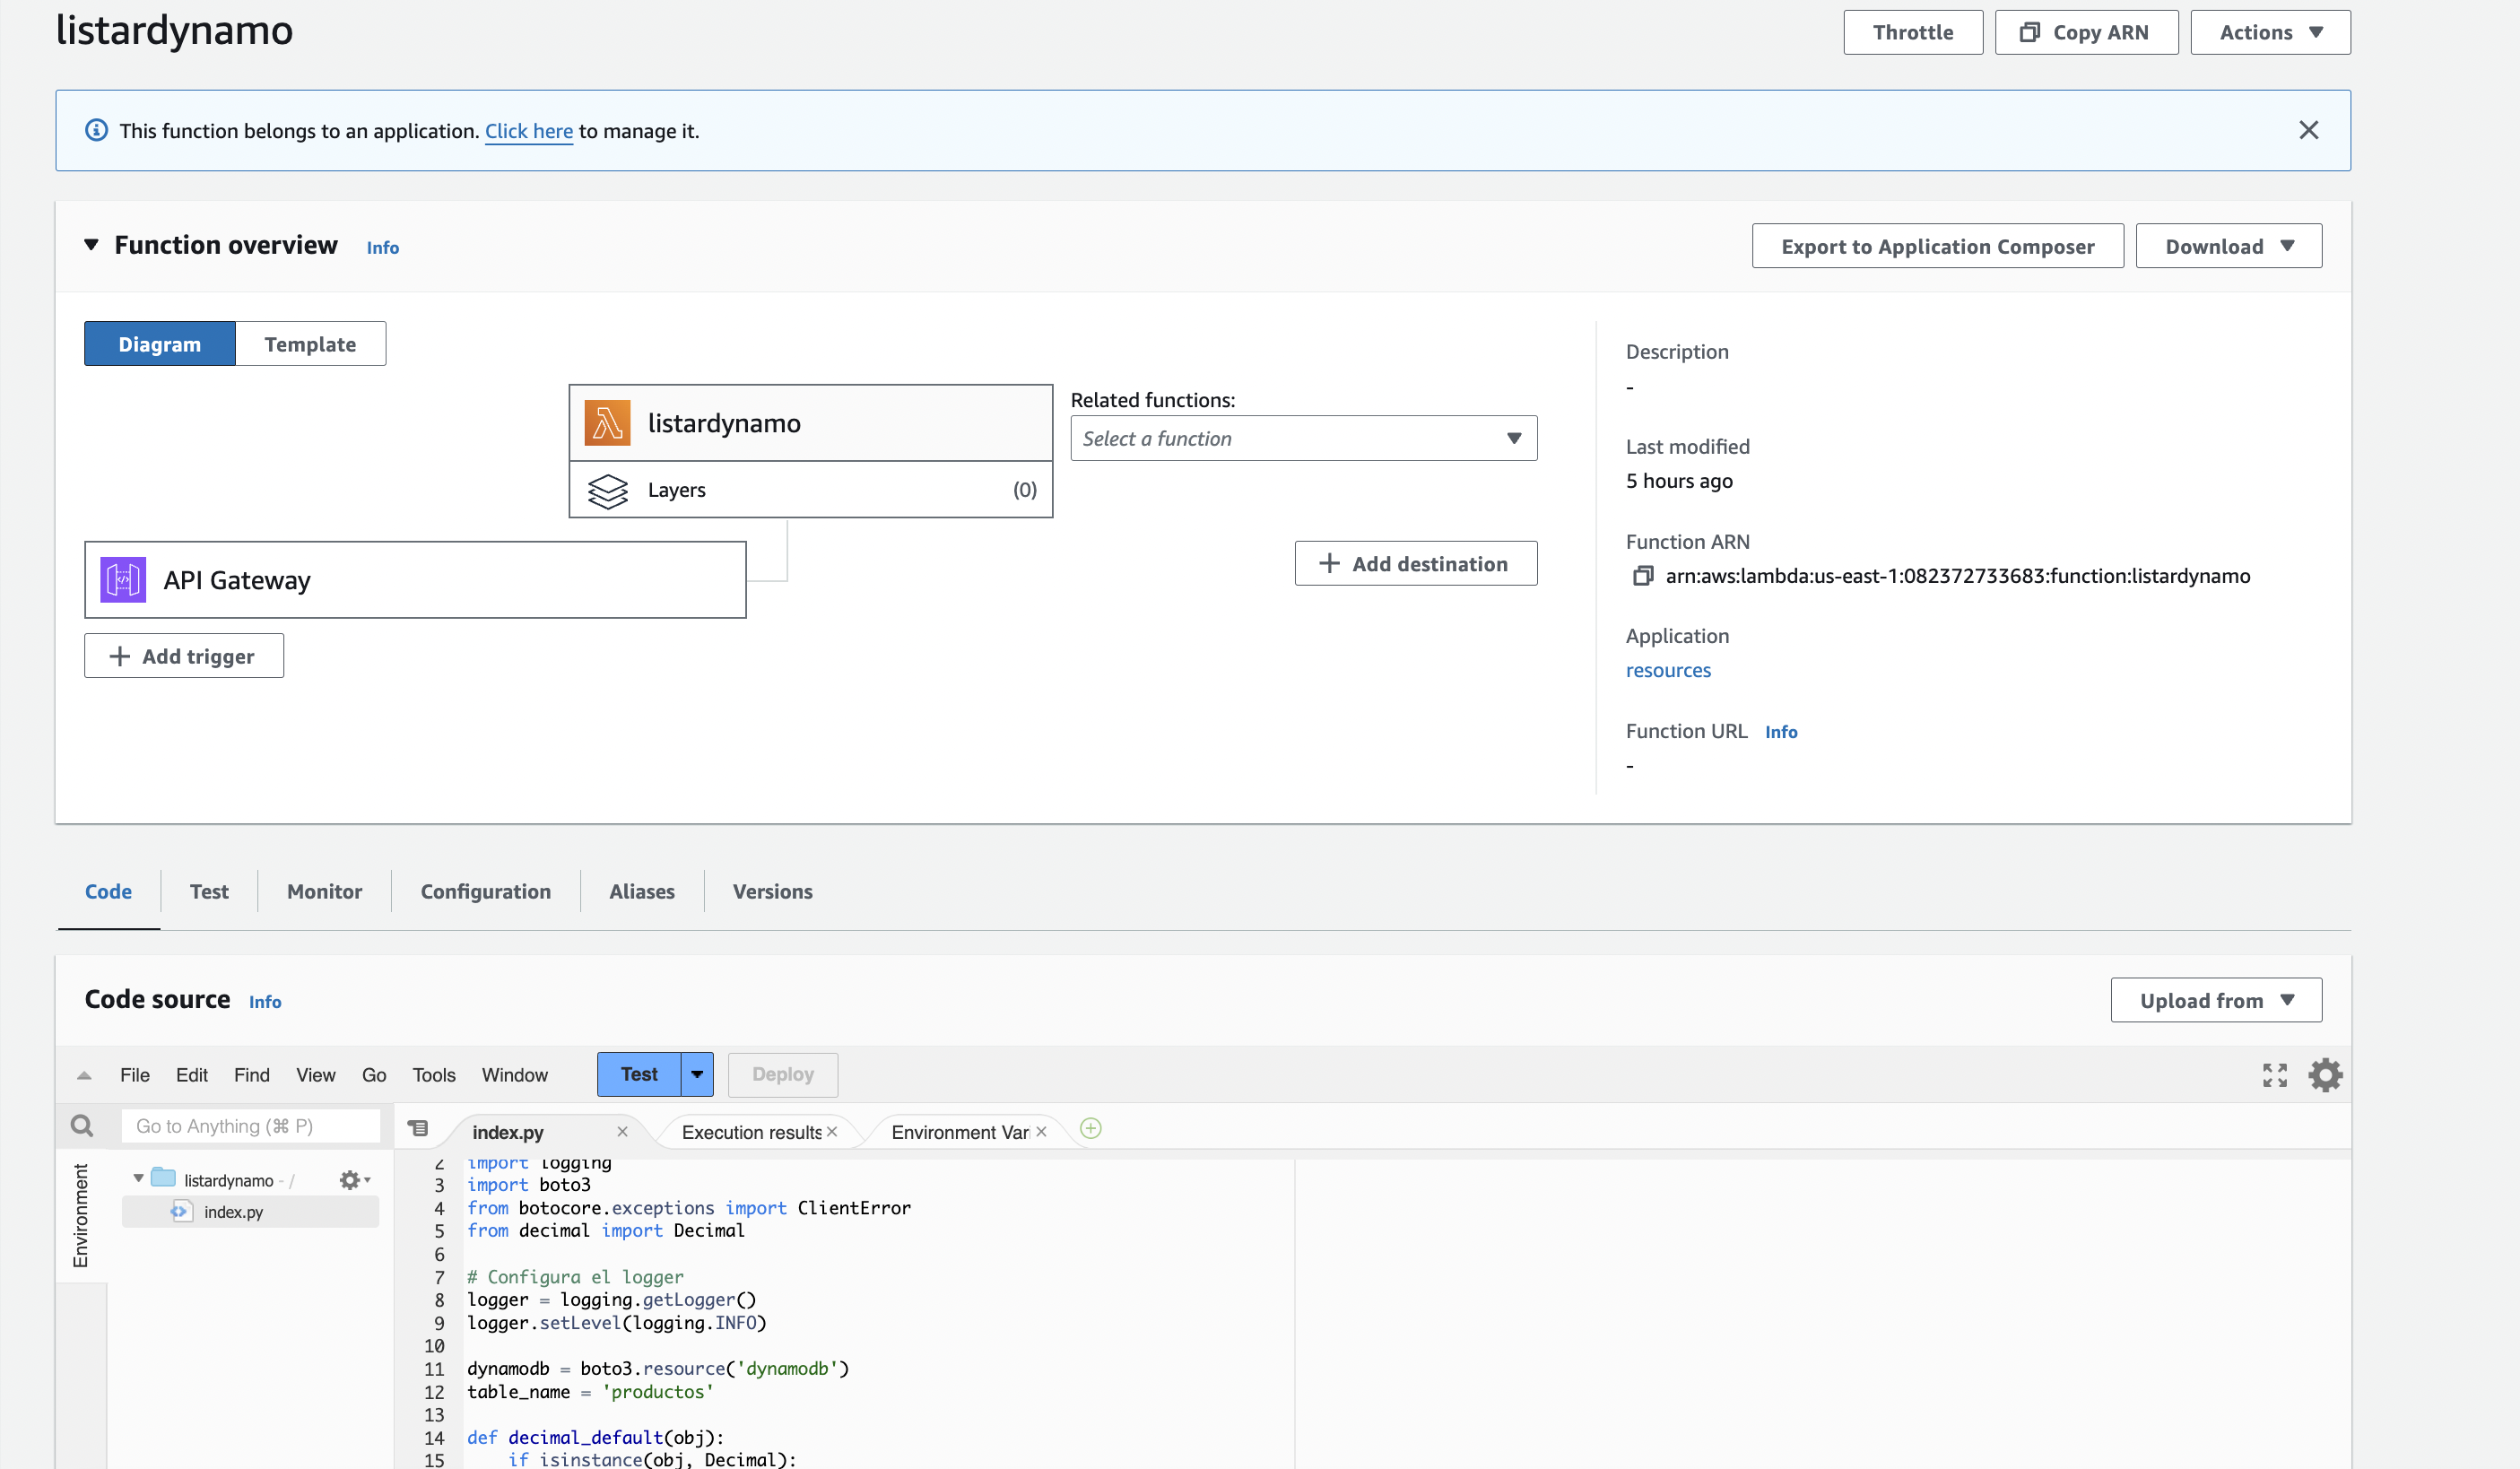 listardynamo
Throttle
Copy ARN
Actions
This function belongs to an application. Click here to manage it.
Function overview Info
Export to Application Composer
Download
Diagram
Template
listardynamo
Layers
(0)
Related functions:
Select a function
API Gateway
Add destination
Add trigger
Description
-
Last modified
5 hours ago
Function ARN
arn:aws:lambda:us-east-1:082372733683:function:listardynamo
Application
resources
Function URL Info
-
Code
Test
Monitor
Configuration
Aliases
Versions
Code source Info
Upload from
File Edit Find View Go Tools Window
Test
Deploy
Go to Anything (⌘ P)
index.py
Execution results
Environment Var
Environment
listardynamo - /
index.py
2 import logging
3 import boto3
4 from botocore.exceptions import ClientError
5 from decimal import Decimal
6
7 # Configura el logger
8 logger = logging.getLogger()
9 logger.setLevel(logging.INFO)
10
11 dynamodb = boto3.resource('dynamodb')
12 table_name = 'productos'
13
14 def decimal_default(obj):
15     if isinstance(obj, Decimal):